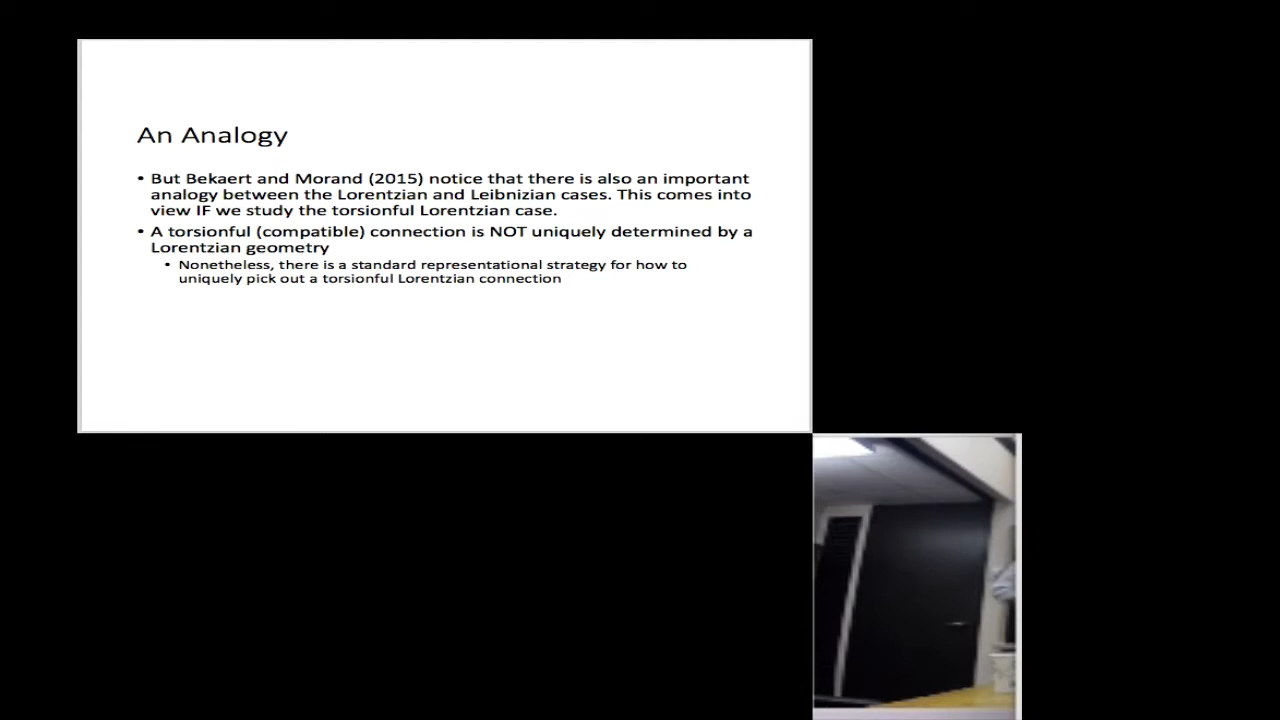 An Analogy
• But Bekaert and Morand (2015) notice that there is also an important
analogy between the Lorentzian and Leibnizian cases. This comes into
view IF we study the torsionful Lorentzian case.
• A torsionful (compatible) connection is NOT uniquely determined by a
Lorentzian geometry
• Nonetheless, there is a standard representational strategy for how to
uniquely pick out a torsionful Lorentzian connection